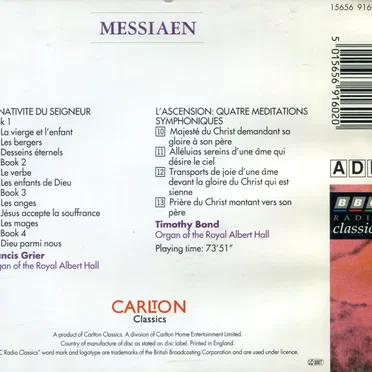 15656 9160
MESSIAEN
NATIVITE DU SEIGNEUR
k 1
La vierge et l'enfant
Les bergers
Desseins éternels
Book 2
Le verbe
Les enfants de Dieu
Book 3
Les anges
Jésus accepte la souffrance
Les mages
Book 4
Dieu parmi nous
ncis Grier
gan of the Royal Albert Hall
L'ASCENSION: QUATRE MEDITATIONS
SYMPHONIQUES
10 Majesté du Christ demandant sa
gloire à son père
11 Alléluias sereins d'une âme qui
désire le ciel
12 Transports de joie d'une âme
devant la gloire du Christ qui est
sienne
13 Prière du Christ montant vers son
père
Timothy Bond
Organ of the Royal Albert Hall
Playing time: 73'51"
5 015656 916020
AD
BBC
RADIO
classic
CARLTON
Classics
A product of Carlton Classics. A division of Carlton Home Entertainment Limited.
Country of manufacture of disc as stated on disc label. Printed in England.
C Radio Classics" word mark and logotype are trademarks of the British Broadcasting Corporation and are used under licence.